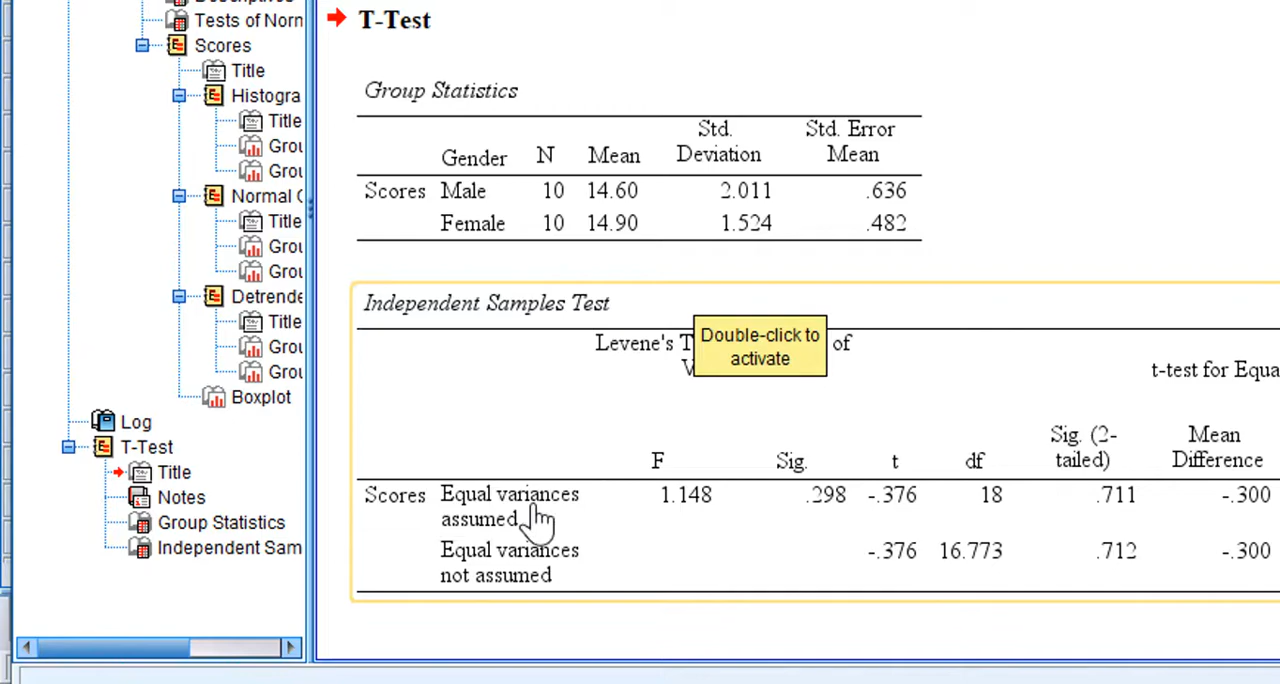 Tests of Norn
Scores
Title
Histogra
Title
Grou
Grou
Normal
Title
Grou
Grou
Detrende
Title
Grou
Grou
Boxplot
Log
T-Test
Title
Notes
Group Statistics
Independent Sam
T-Test
Group Statistics
Gender N Mean Std. Deviation Std. Error Mean
Scores Male 10 14.60 2.011 .636
Female 10 14.90 1.524 .482
Independent Samples Test
Levene's T of
Double-click to
activate
t-test for Equa
F Sig. t df Sig. (2-tailed) Mean Difference
Scores Equal variances assumed 1.148 .298 -.376 18 .711 -.300
Equal variances not assumed -.376 16.773 .712 -.300